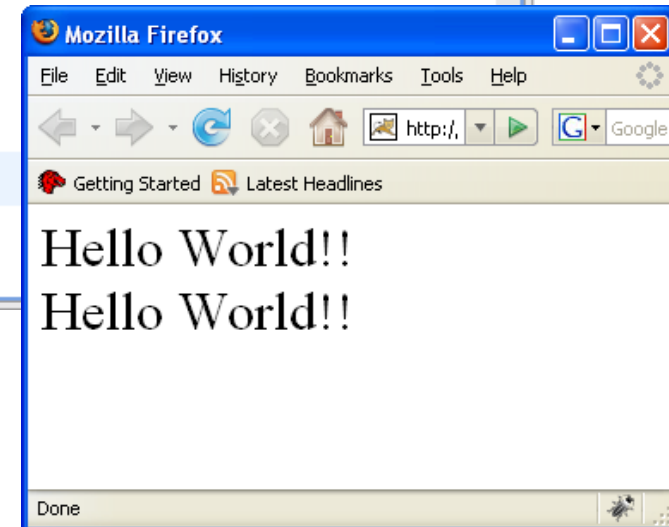 Mozilla Firefox
File Edit View History Bookmarks Tools Help
http:/, G Google
Getting Started Latest Headlines
Hello World!!
Hello World!!
Done